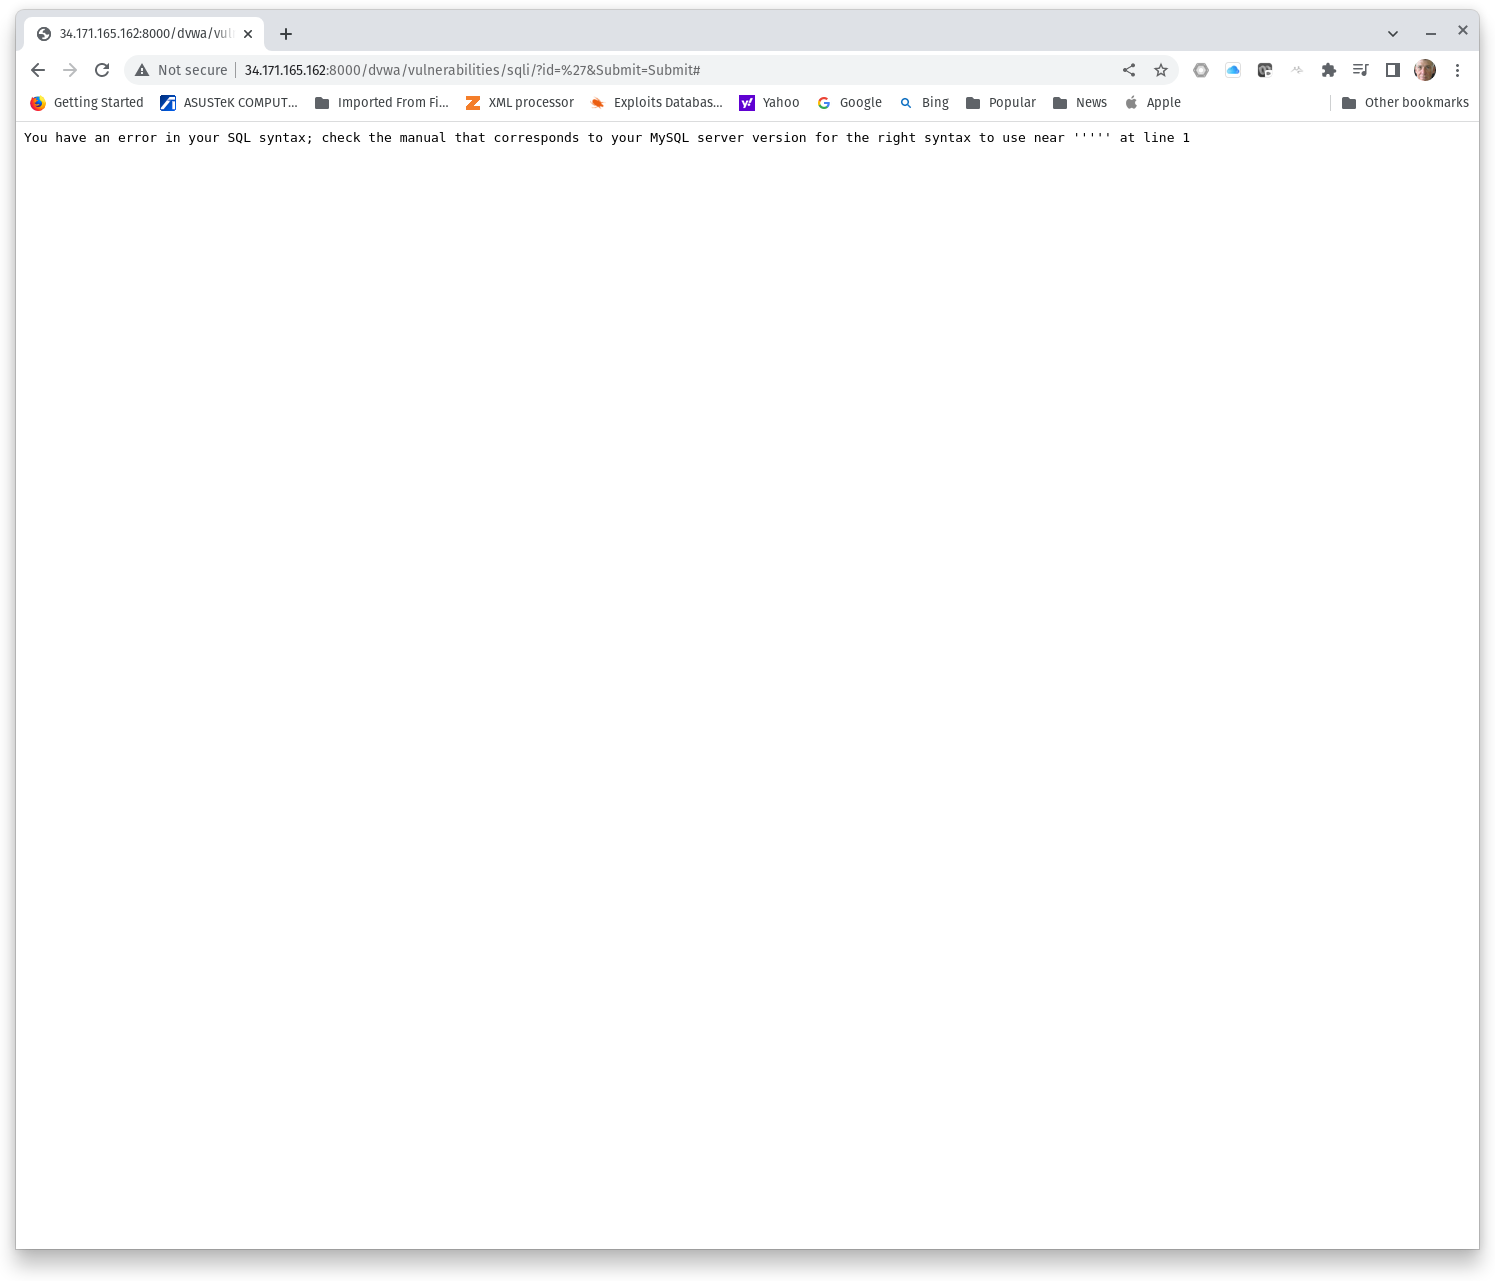 34.171.165.162:8000/dvwa/vul
Not secure 34.171.165.162:8000/dvwa/vulnerabilities/sqli/?id=%27&Submit=Submit#
Getting Started ASUSTeK COMPUT... Imported From Fi... XML processor Exploits Databas... Yahoo Google Bing Popular News Apple Other bookmarks
You have an error in your SQL syntax; check the manual that corresponds to your MySQL server version for the right syntax to use near ''''' at line 1